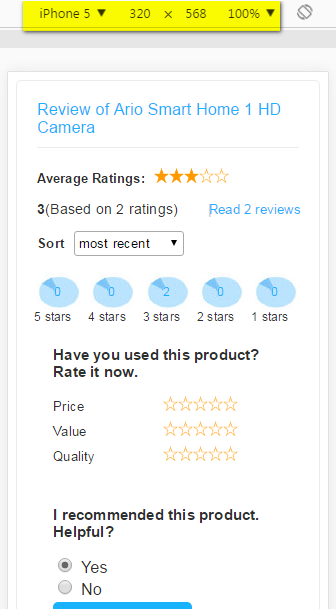 iPhone 5 ▼ 320 × 568 100% ▼
Review of Ario Smart Home 1 HD
Camera
Average Ratings:
3(Based on 2 ratings) Read 2 reviews
Sort most recent
0 0 2 0 0
5 stars 4 stars 3 stars 2 stars 1 stars
Have you used this product?
Rate it now.
Price
Value
Quality
I recommended this product.
Helpful?
Yes
No